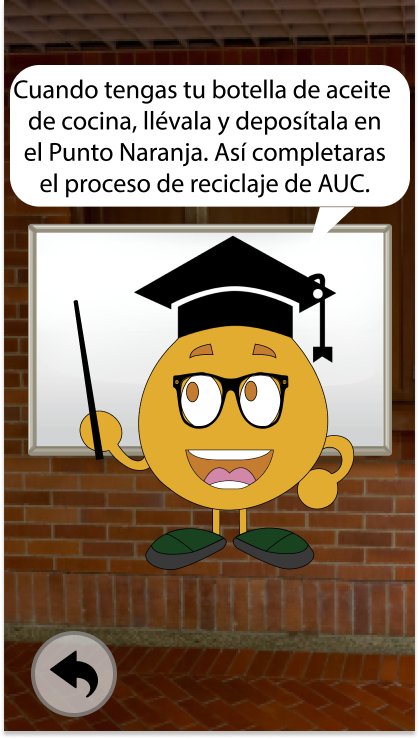 Cuando tengas tu botella de aceite
de cocina, llévala y deposítala en
el Punto Naranja. Así completaras
el proceso de reciclaje de AUC.